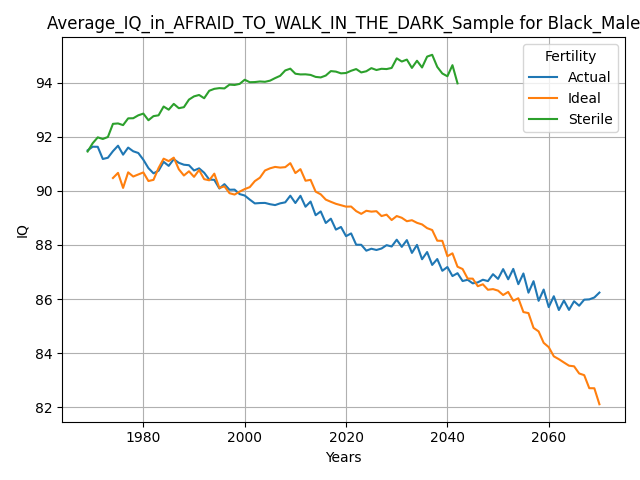 Average_IQ_in_AFRAID_TO_WALK_IN_THE_DARK_Sample for Black_Male
Fertility
Actual
Ideal
Sterile
IQ
94
92
90
88
86
84
82
1980
2000
2020
2040
2060
Years